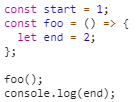 const start = 1;
const foo = () => {
  let end = 2;
};

foo();
console.log(end);